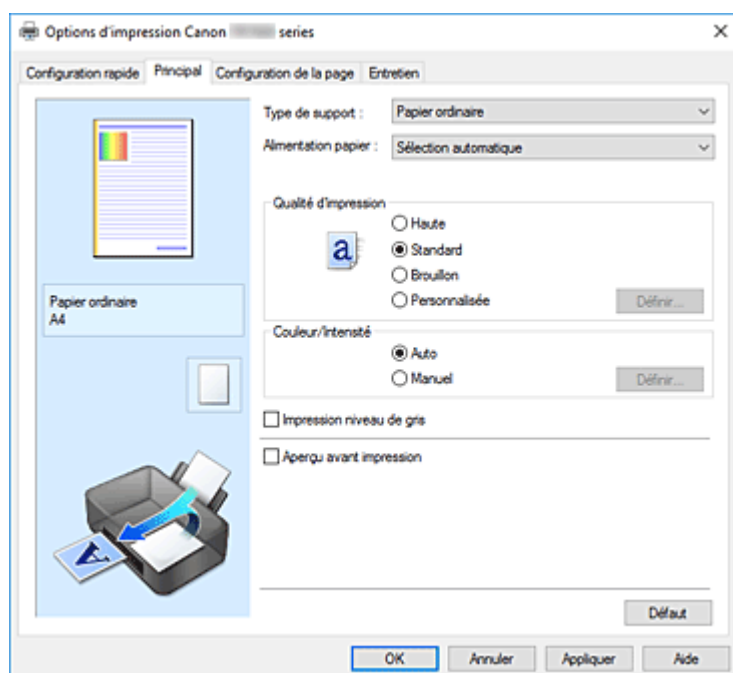 Options d'impression Canon series
Configuration rapide Principal Configuration de la page Entretien
Type de support : Papier ordinaire
Alimentation papier : Sélection automatique
Qualité d'impression
Haute
a Standard
Brouillon
Personnalisée Définir...
Papier ordinaire
A4
Couleur/Intensité
Auto
Manuel Définir...
Impression niveau de gris
Aperçu avant impression
A
Défaut
OK Annuler Appliquer Aide